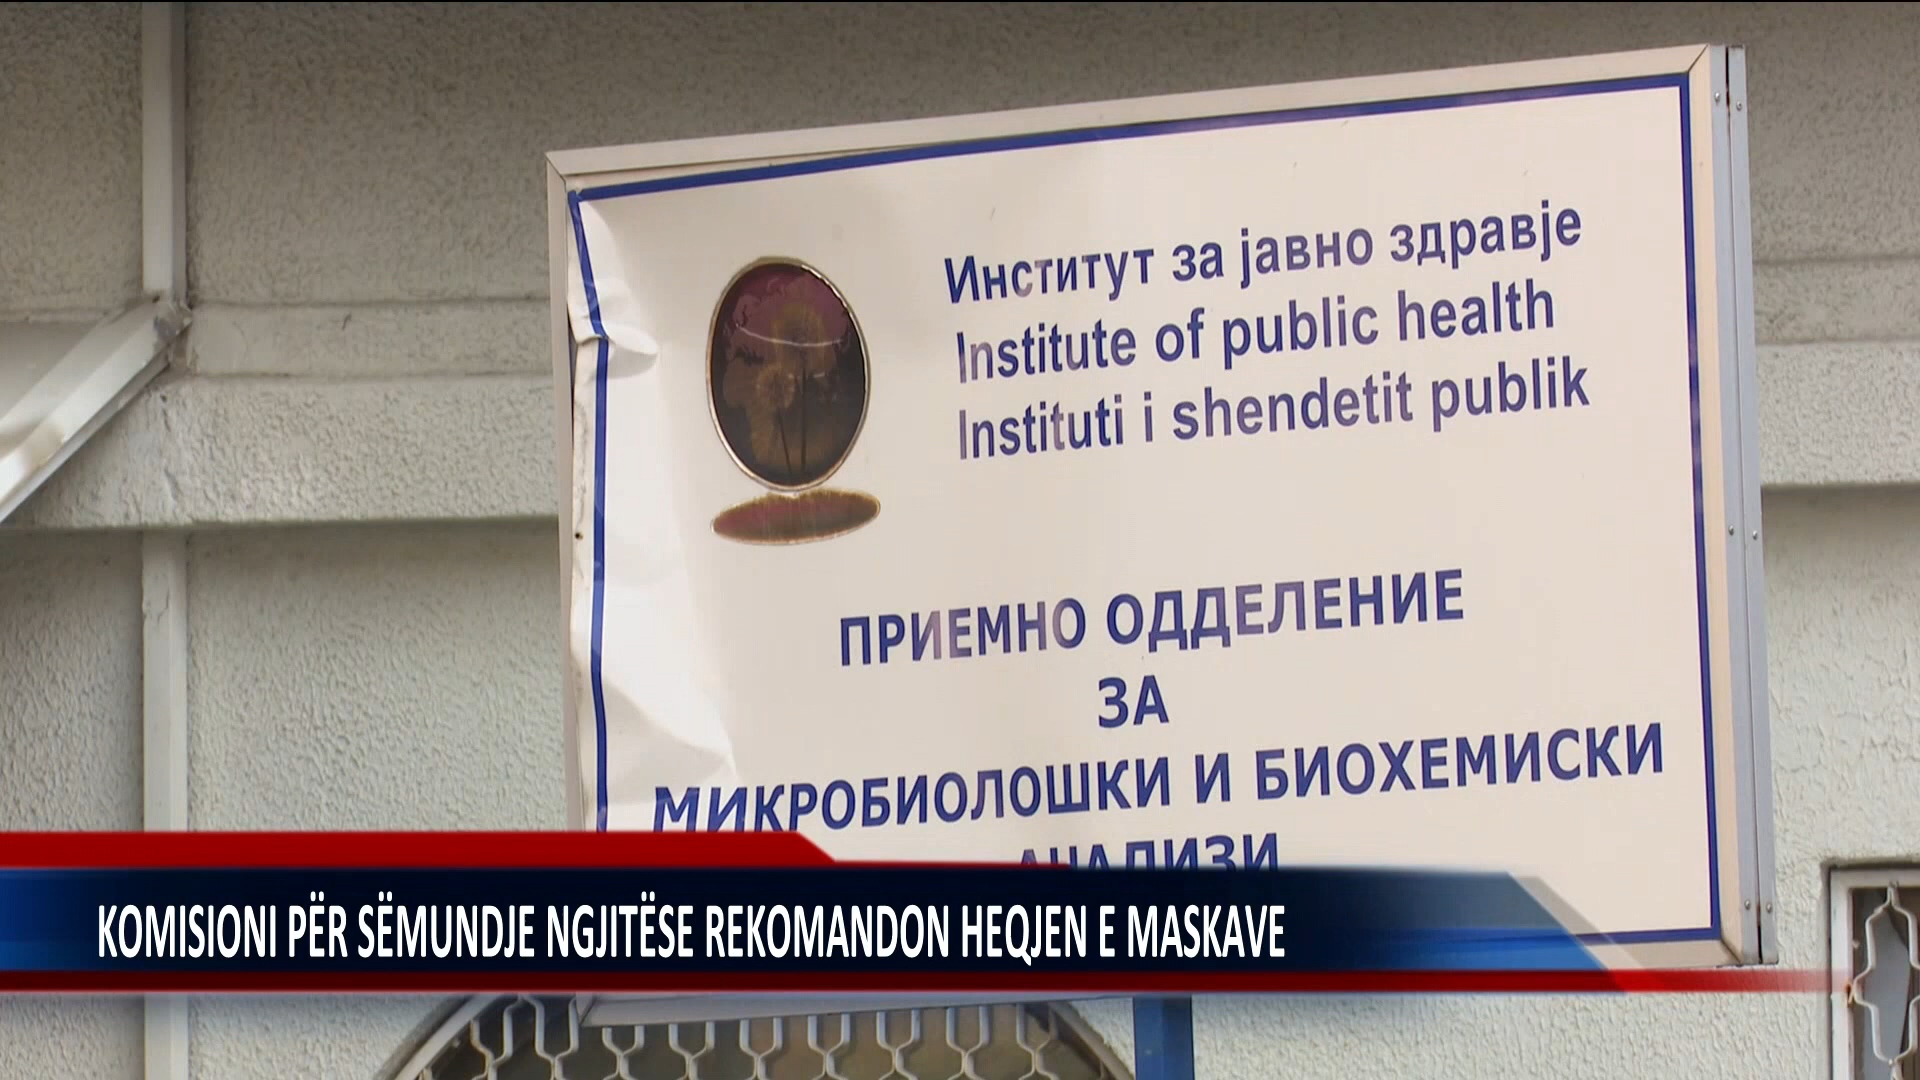 Институт за јавно здравје
Institute of public health
Instituti i shendetit publik
ПРИЕМНО ОДДЕЛЕНИЕ
ЗА
МИКРОБИОЛОШКИ И БИОХЕМИСКИ
АНАЛИЗИ
KOMISIONI PËR SËMUNDJE NGJITËSE REKOMANDON HEQJEN E MASKAVE